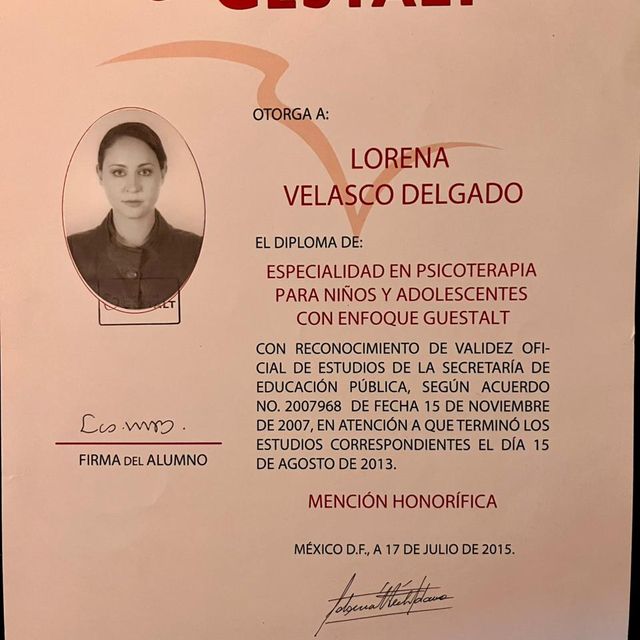 GESTALT
OTORGA A:
LORENA
VELASCO DELGADO
EL DIPLOMA DE:
ESPECIALIDAD EN PSICOTERAPIA
PARA NIÑOS Y ADOLESCENTES
CON ENFOQUE GUESTALT
CON RECONOCIMIENTO DE VALIDEZ OFI-
CIAL DE ESTUDIOS DE LA SECRETARÍA DE
EDUCACIÓN PÚBLICA, SEGÚN ACUERDO
NO. 2007968 DE FECHA 15 DE NOVIEMBRE
DE 2007, EN ATENCIÓN A QUE TERMINÓ LOS
ESTUDIOS CORRESPONDIENTES EL DÍA 15
DE AGOSTO DE 2013.
FIRMA DEL ALUMNO
MENCIÓN HONORÍFICA
MÉXICO D.F., A 17 DE JULIO DE 2015.